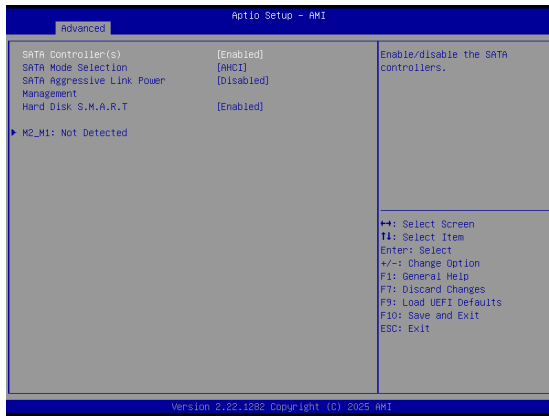 Aptio Setup - AMI
Advanced
SATA Controller(s) [Enabled]
SATA Mode Selection [AHCI]
SATA Aggressive Link Power [Disabled]
Management
Hard Disk S.M.A.R.T [Enabled]
M2_M1: Not Detected
Enable/disable the SATA
controllers.
↔: Select Screen
↑↓: Select Item
Enter: Select
+/-: Change Option
F1: General Help
F7: Discard Changes
F9: Load UEFI Defaults
F10: Save and Exit
ESC: Exit
Version 2.22.1282 Copyright (C) 2025 AMI